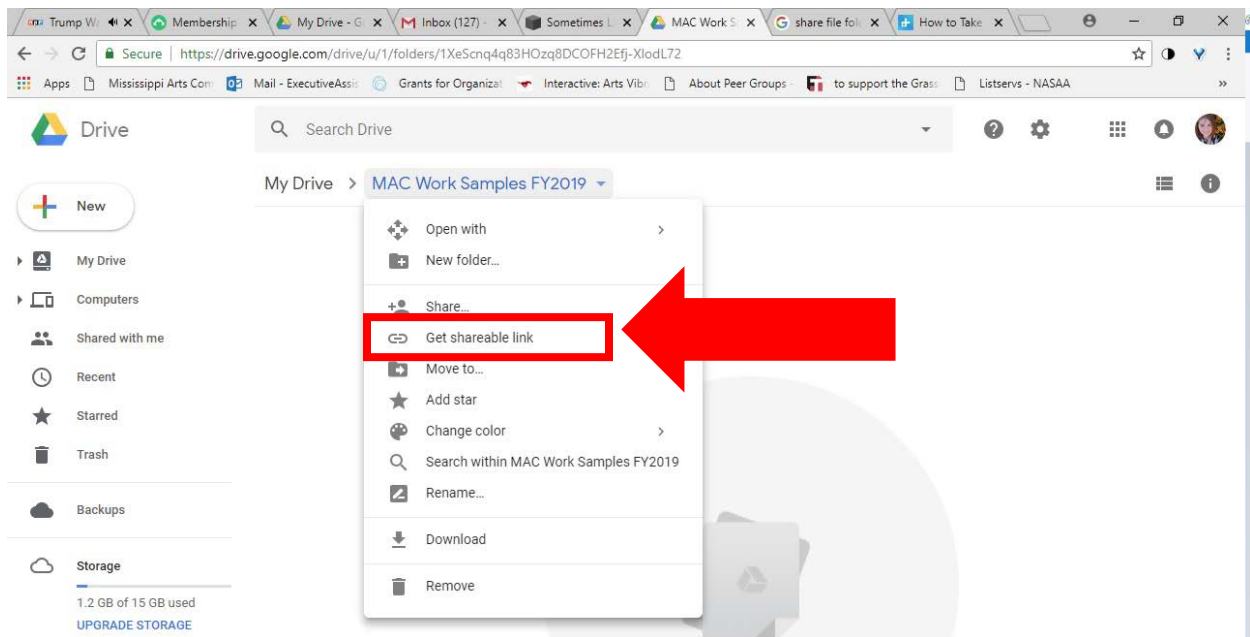 Trump W
Membership
My Drive - G
Inbox (127) -
Sometimes L
MAC Work S
share file fol
How to Take
Secure | https://drive.google.com/drive/u/1/folders/1XeScnq4q83HOzq8DCOFH2Efj-XlodL72
Apps Mississippi Arts Com Mail - ExecutiveAssis Grants for Organizat Interactive: Arts Vibr About Peer Groups - to support the Grass Listservs - NASAA »
Drive
Search Drive
My Drive > MAC Work Samples FY2019
New
My Drive
Computers
Shared with me
Recent
Starred
Trash
Backups
Storage
1.2 GB of 15 GB used
UPGRADE STORAGE
Open with
New folder...
Share...
Get shareable link
Move to...
Add star
Change color
Search within MAC Work Samples FY2019
Rename...
Download
Remove